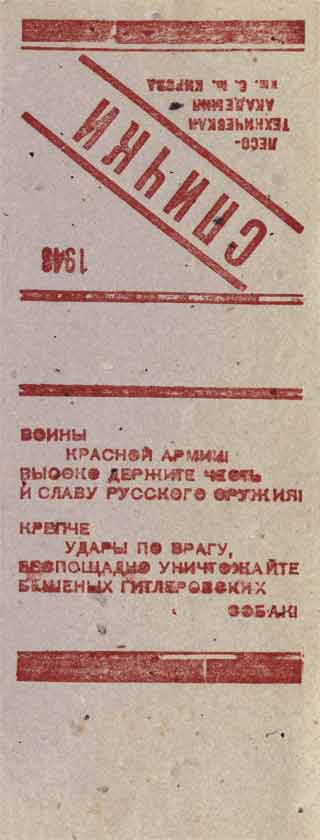 ЛЕСО-
ТЕХНИЧЕСКАЯ
АКАДЕМИЯ
им. С. М. КИРОВА
СПИЧКИ
1943
ВОИНЫ
КРАСНОЙ АРМИИ!
ВЫСОКО ДЕРЖИТЕ ЧЕСТЬ
И СЛАВУ РУССКОГО ОРУЖИЯ!
КРЕПЧЕ
УДАРЫ ПО ВРАГУ,
БЕСПОЩАДНО УНИЧТОЖАЙТЕ
БЕШЕНЫХ ГИТЛЕРОВСКИХ
СОБАК!